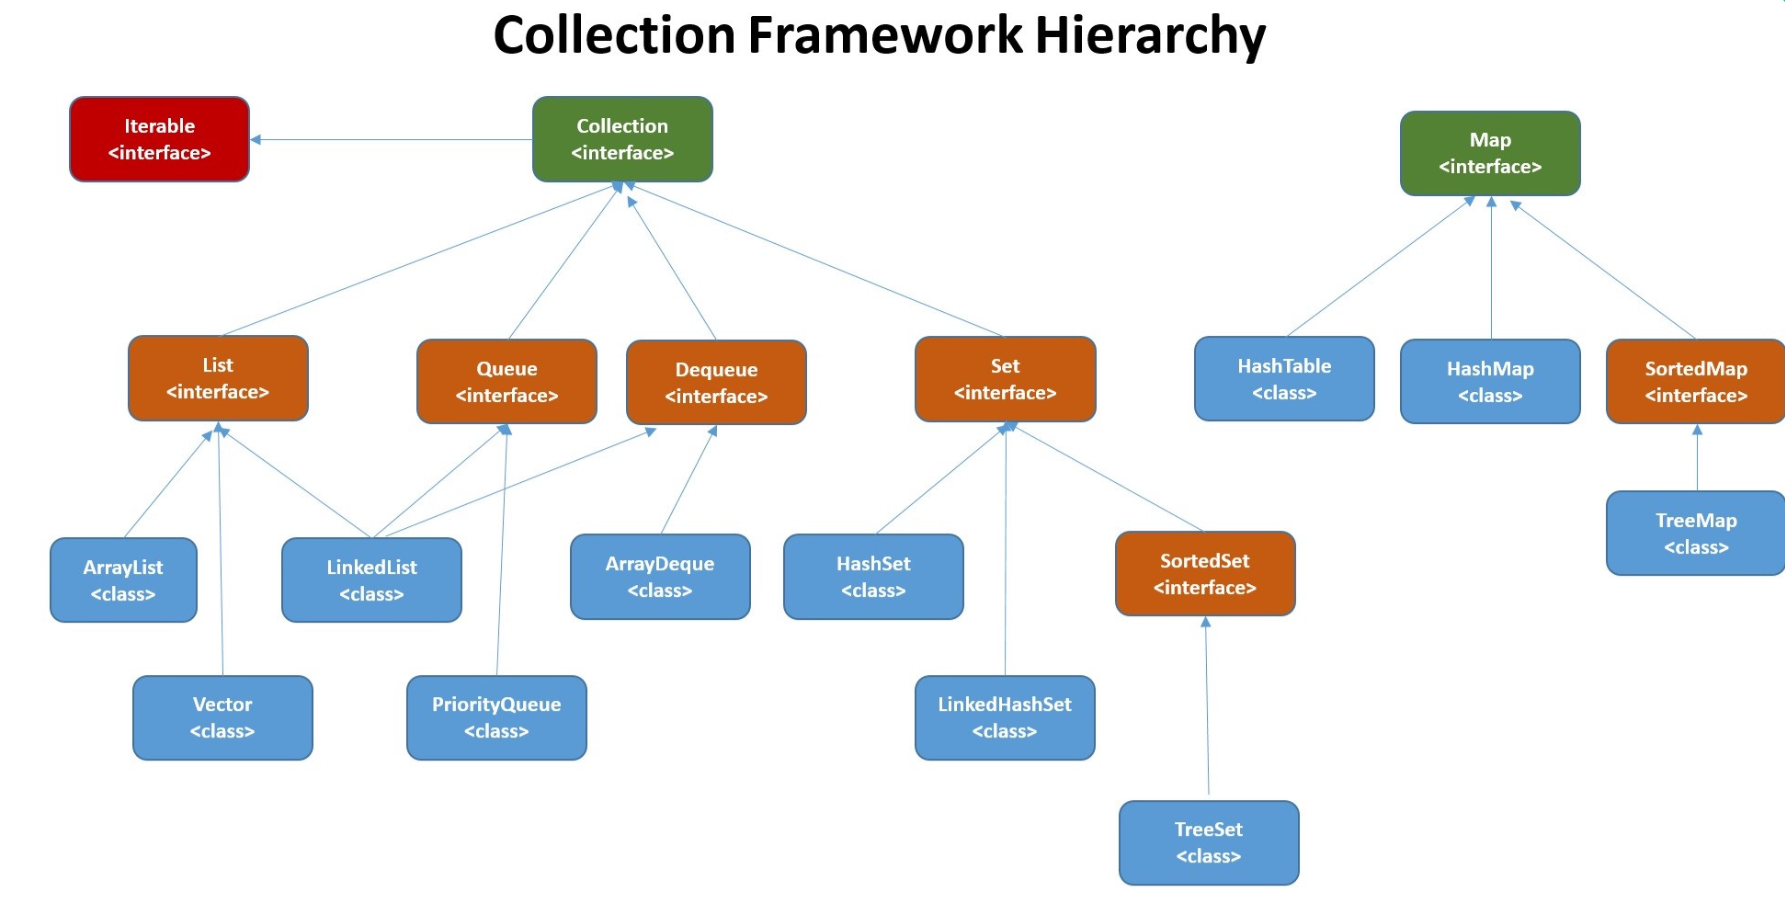 Collection Framework Hierarchy
Iterable
<interface>
Collection
<interface>
Map
<interface>
List
<interface>
Queue
<interface>
Dequeue
<interface>
Set
<interface>
HashTable
<class>
HashMap
<class>
SortedMap
<interface>
ArrayList
<class>
LinkedList
<class>
ArrayDeque
<class>
HashSet
<class>
SortedSet
<interface>
TreeMap
<class>
Vector
<class>
PriorityQueue
<class>
LinkedHashSet
<class>
TreeSet
<class>